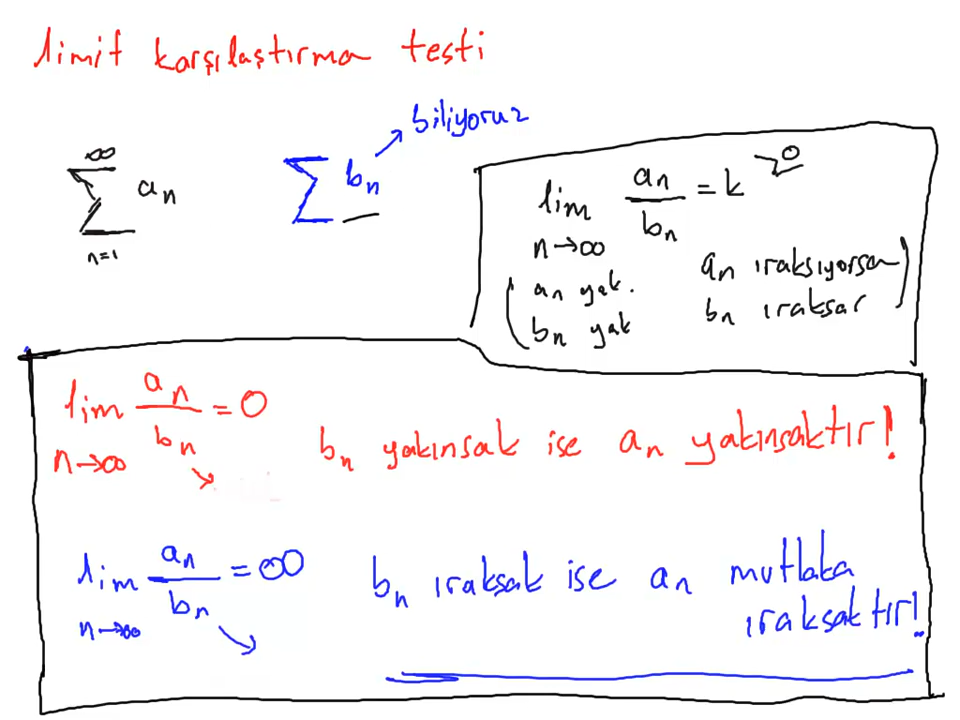 limit karşılaştırma testi
∞
∑ aₙ
n=1
∑ bₙ → biliyoruz
lim aₙ/bₙ = k > 0
n→∞
aₙ yak. aₙ ıraksıyorsa
bₙ yak bₙ ıraksar
lim aₙ/bₙ = 0
n→∞
bₙ yakınsak ise aₙ yakınsaktır!
lim aₙ/bₙ = ∞
n→∞
bₙ ıraksak ise aₙ mutlaka
ıraksaktır!